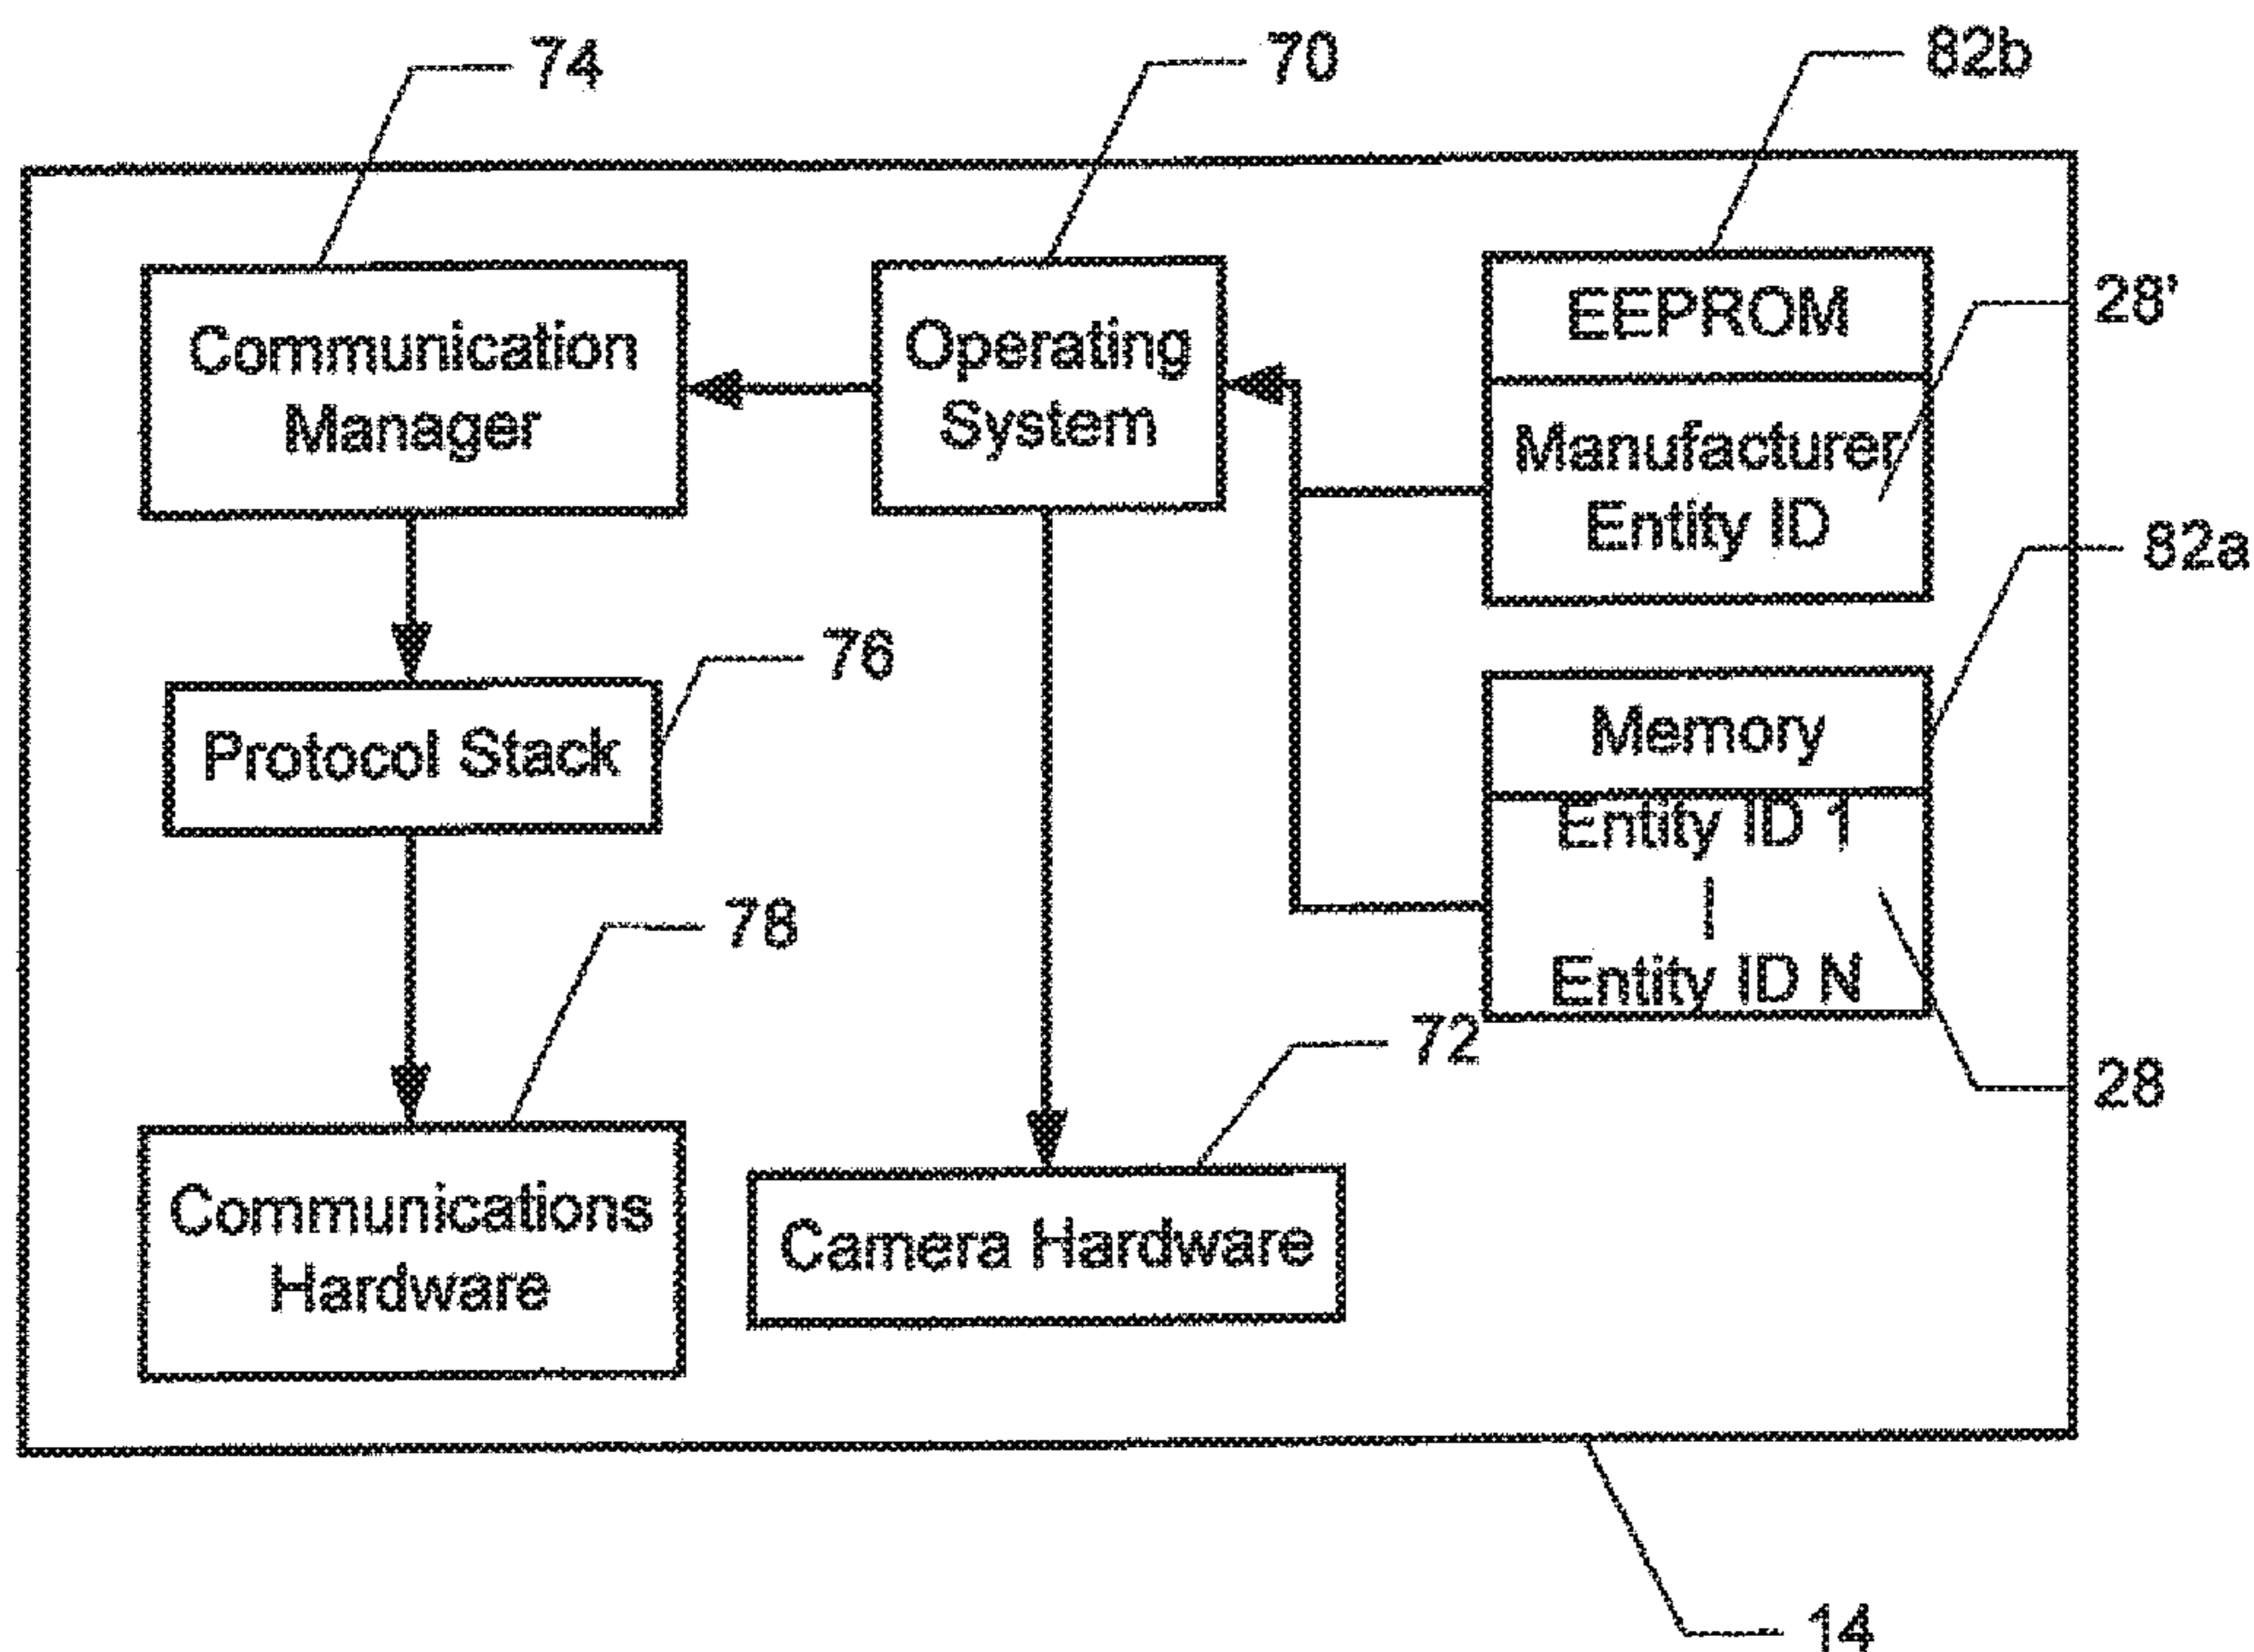 74
70
82b
Communication
Manager
Operating
System
EEPROM
28'
Manufacturer
Entity ID
82a
76
Protocol Stack
Memory
Entity ID 1
Entity ID N
78
72
28
Communications
Hardware
Camera Hardware
14